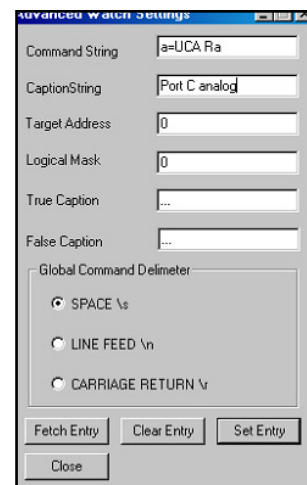 Advanced Watch Settings
Command String a=UCA Ra
CaptionString Port C analog
Target Address 0
Logical Mask 0
True Caption ...
False Caption ...
Global Command Delimeter
SPACE \s
LINE FEED \n
CARRIAGE RETURN \r
Fetch Entry Clear Entry Set Entry
Close